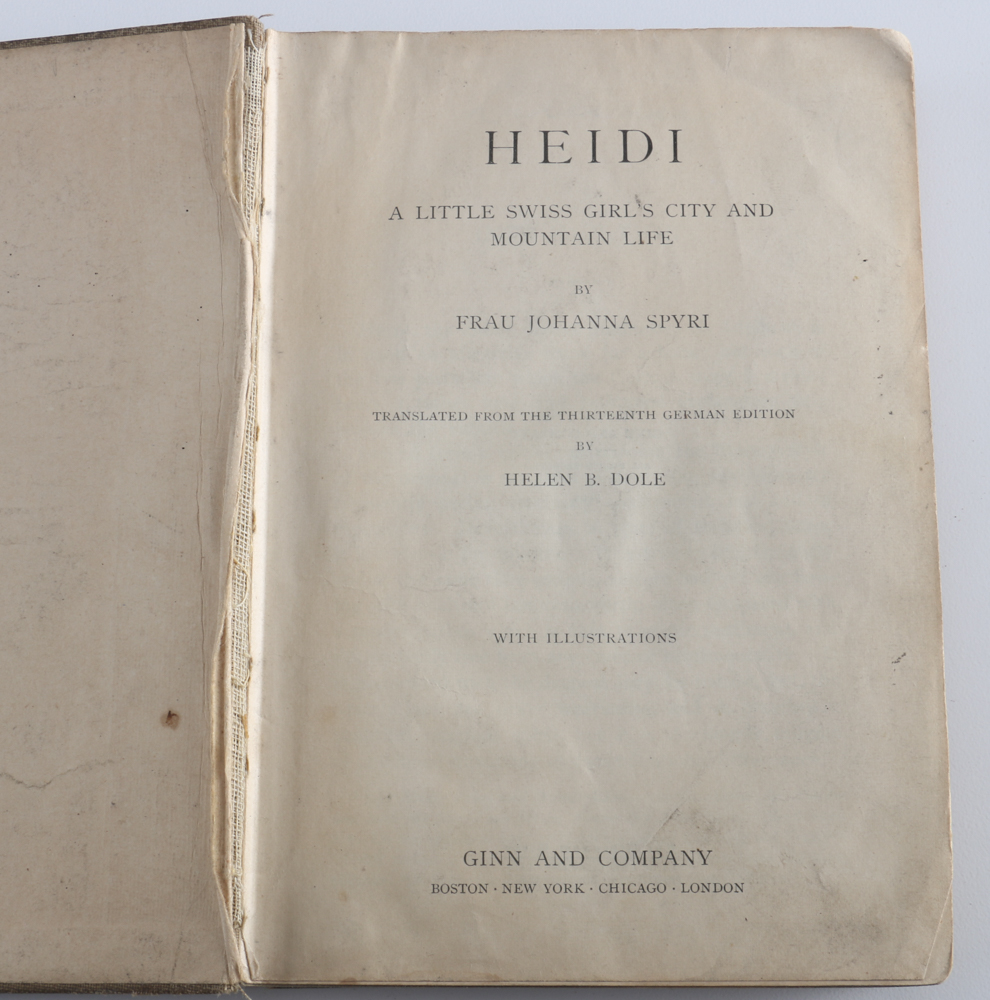 HEIDI
A LITTLE SWISS GIRL'S CITY AND
MOUNTAIN LIFE
BY
FRAU JOHANNA SPYRI
TRANSLATED FROM THE THIRTEENTH GERMAN EDITION
BY
HELEN B. DOLE
WITH ILLUSTRATIONS
GINN AND COMPANY
BOSTON · NEW YORK · CHICAGO · LONDON